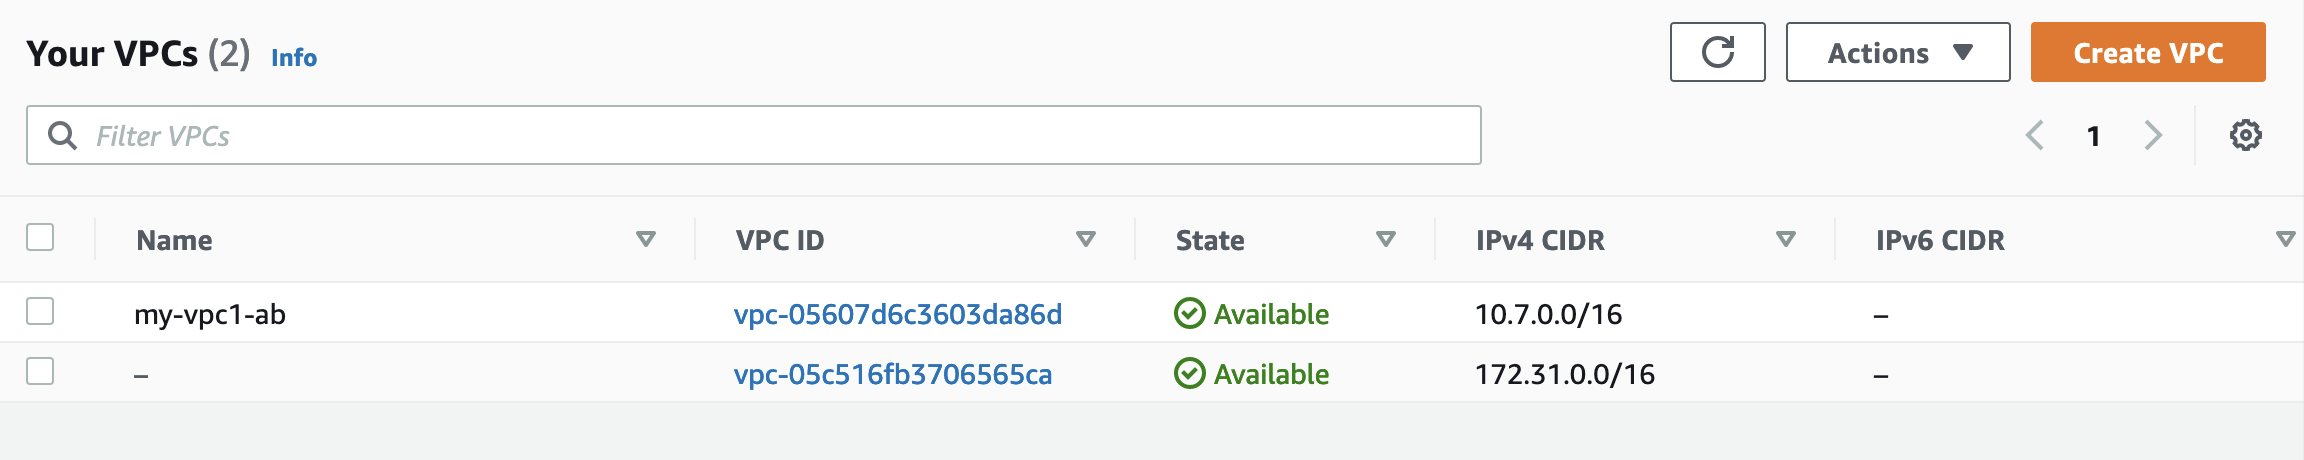 Your VPCs (2) Info
Actions
Create VPC
Filter VPCs
1
Name VPC ID State IPv4 CIDR IPv6 CIDR
my-vpc1-ab vpc-05607d6c3603da86d Available 10.7.0.0/16 –
– vpc-05c516fb3706565ca Available 172.31.0.0/16 –